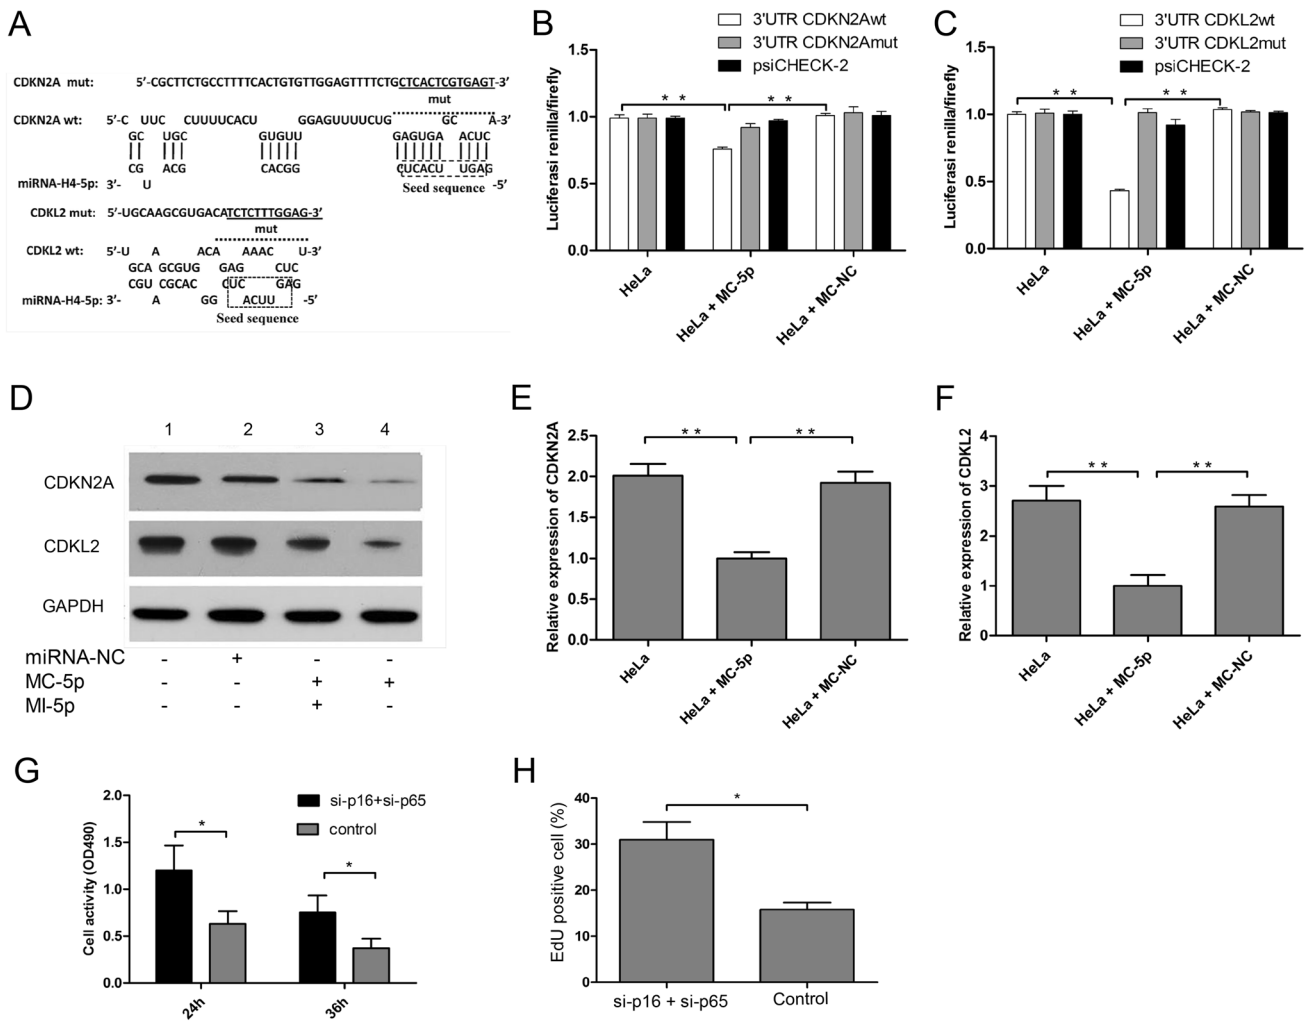 A
CDKN2A mut: 5'-CGCTTCTGCCTTTTCACTGTGTTGGAGTTTTCTGCTCACTCGTGAGT-3'
mut
CDKN2A wt: 5'-C UUC CUUUUCACU GGAGUUUUCUG GC A-3'
GC UGC GUGUU GAGUGA ACUC
CG ACG CACGG CUCACU UGAG
miRNA-H4-5p: 3'- U Seed sequence -5'
CDKL2 mut: 5'-UGCAAGCGUGACATCTCTTTGGAG-3'
mut
CDKL2 wt: 5'-U A ACA AAAC U-3'
GCA GCGUG GAG CUC
CGU CGCAC CUC GAG
miRNA-H4-5p: 3'- A GG ACUU -5'
Seed sequence
B
3'UTR CDKN2Awt
3'UTR CDKN2Amut
psiCHECK-2
Luciferasi renilla/firefly
1.5
1.0
0.5
0.0
* *
* *
HeLa
HeLa + MC-5p
HeLa + MC-NC
C
3'UTR CDKL2wt
3'UTR CDKL2mut
psiCHECK-2
Luciferasi renilla/firefly
1.5
1.0
0.5
0.0
* *
* *
HeLa
HeLa + MC-5p
HeLa + MC-NC
D
1 2 3 4
CDKN2A
CDKL2
GAPDH
miRNA-NC - + - -
MC-5p - - + +
MI-5p - - + -
E
Relative expression of CDKN2A
2.5
2.0
1.5
1.0
0.5
0.0
* *
* *
HeLa
HeLa + MC-5p
HeLa + MC-NC
F
Relative expression of CDKL2
4
3
2
1
0
* *
* *
HeLa
HeLa + MC-5p
HeLa + MC-NC
G
si-p16+si-p65
control
Cell activity (OD490)
2.0
1.5
1.0
0.5
0.0
*
*
24h
36h
H
EdU positive cell (%)
40
30
20
10
0
*
si-p16 + si-p65
Control